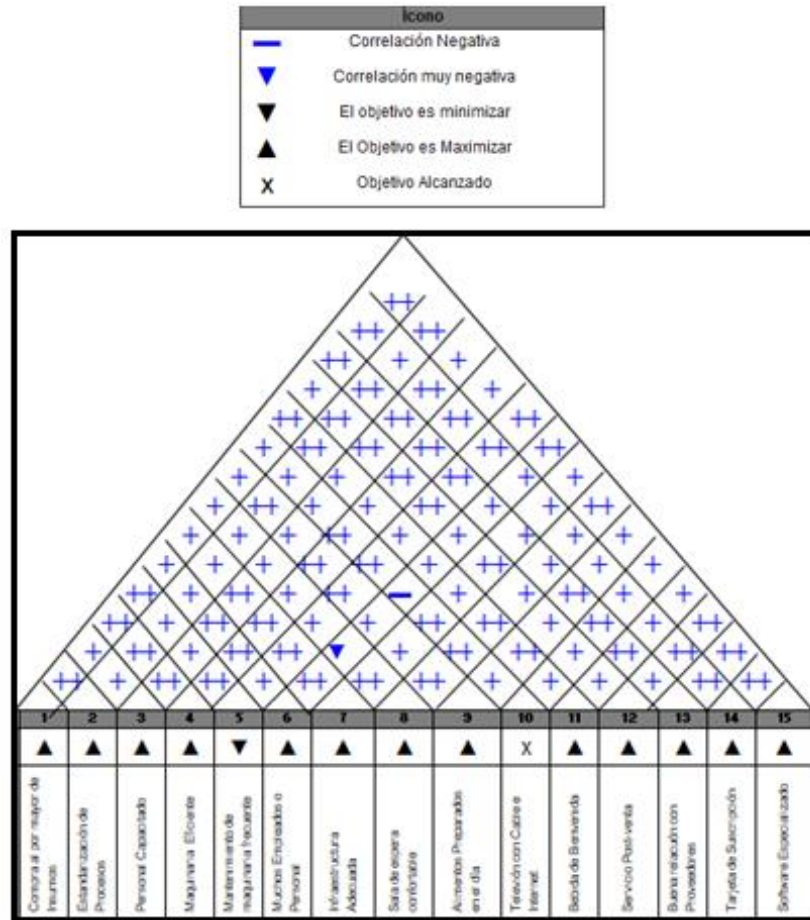 Icono
Correlación Negativa
Correlación muy negativa
El objetivo es minimizar
El Objetivo es Maximizar
X Objetivo Alcanzado
1 2 3 4 5 6 7 8 9 10 11 12 13 14 15
X
Compra al por mayor de
Insumos
Estandarización de
Procesos
Personal Capacitado
Maquinaria Eficiente
Mantenimiento de
maquinaria frecuente
Muchos Empleados o
Personal
Infraestructura
Adecuada
Sala de espera
confortable
Alimentos Preparados
en el día
Televisión con Cable e
Internet
Bebida de Bienvenida
Servicio Post-venta
Buena relación con
Proveedores
Tarjeta de Suscripción
Software Especializado